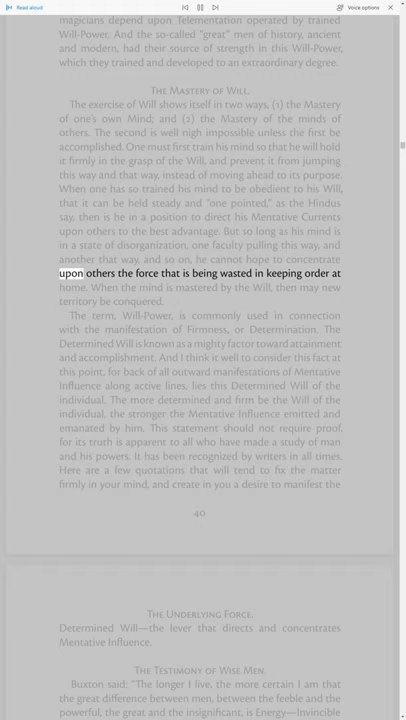 Read aloud
Voice options
magicians depend upon Telementation operated by trained
Will-Power. And the so-called "great" men of history, ancient
and modern, had their source of strength in this Will-Power,
which they trained and developed to an extraordinary degree.
The Mastery of Will.
The exercise of Will shows itself in two ways, (1) the Mastery
of one's own Mind; and (2) the Mastery of the minds of
others. The second is well nigh impossible unless the first be
accomplished. One must first train his mind so that he will hold
it firmly in the grasp of the Will, and prevent it from jumping
this way and that way, instead of moving ahead to its purpose.
When one has so trained his mind to be obedient to his Will,
that it can be held steady and "one pointed," as the Hindus
say, then is he in a position to direct his Mentative Currents
upon others to the best advantage. But so long as his mind is
in a state of disorganization, one faculty pulling this way, and
another that way, and so on, he cannot hope to concentrate
upon others the force that is being wasted in keeping order at
home. When the mind is mastered by the Will, then may new
territory be conquered.
The term, Will-Power, is commonly used in connection
with the manifestation of Firmness, or Determination. The
Determined Will is known as a mighty factor toward attainment
and accomplishment. And I think it well to consider this fact at
this point, for back of all outward manifestations of Mentative
Influence along active lines, lies this Determined Will of the
individual. The more determined and firm be the Will of the
individual, the stronger the Mentative Influence emitted and
emanated by him. This statement should not require proof,
for its truth is apparent to all who have made a study of man
and his powers. It has been recognized by writers in all times.
Here are a few quotations that will tend to fix the matter
firmly in your mind, and create in you a desire to manifest the
40
The Underlying Force.
Determined Will—the lever that directs and concentrates
Mentative Influence.
The Testimony of Wise Men.
Buxton said: "The longer I live, the more certain I am that
the great difference between men, between the feeble and the
powerful, the great and the insignificant, is Energy—Invincible